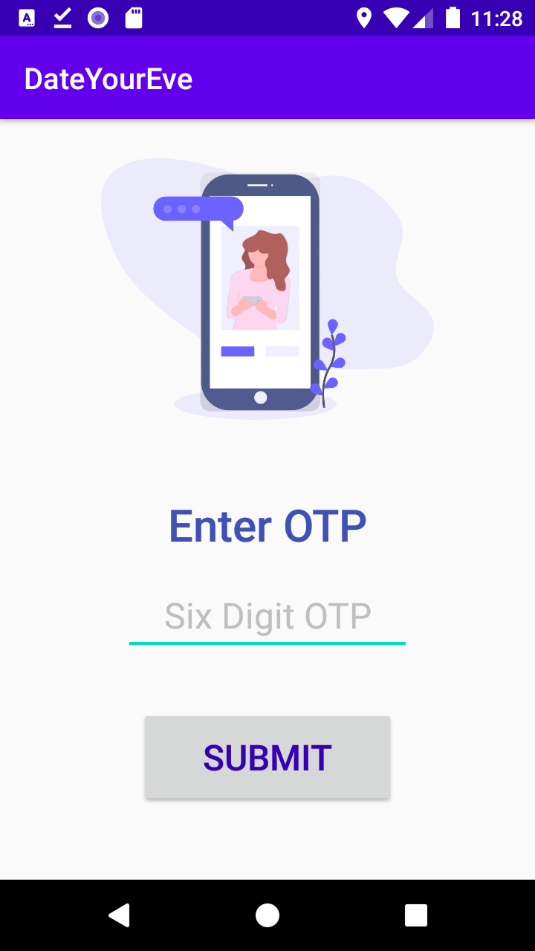 11:28
DateYourEve
Enter OTP
Six Digit OTP
SUBMIT